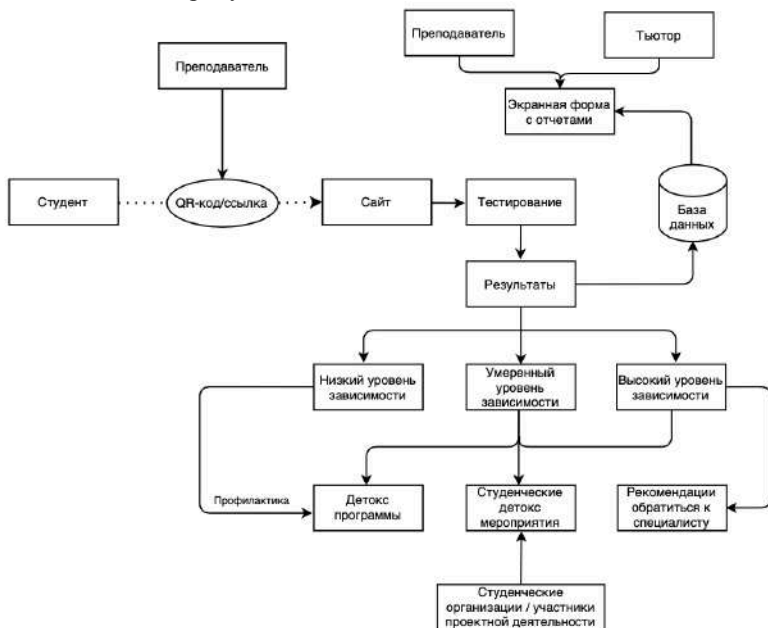 Преподаватель
Тьютор
Преподаватель
Экранная форма
с отчетами
Студент
QR-код/ссылка
Сайт
Тестирование
База
данных
Результаты
Низкий уровень
зависимости
Умеренный
уровень
зависимости
Высокий уровень
зависимости
Профилактика
Детокс
программы
Студенческие
детокс
мероприятия
Рекомендации
обратиться к
специалисту
Студенческие
организации / участники
проектной деятельности